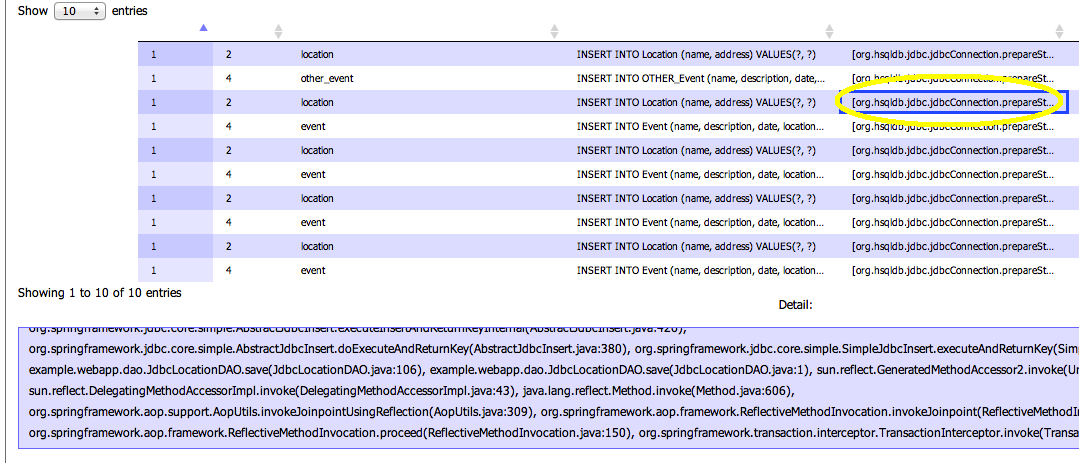 Show 10 entries
1 2 location INSERT INTO Location (name, address) VALUES(?, ?) [org.hsqldb.jdbc.jdbcConnection.prepareSt...
1 4 other_event INSERT INTO OTHER_Event (name, description, date,... [org.hsqldb.jdbc.jdbcConnection.prepareSt...
1 2 location INSERT INTO Location (name, address) VALUES(?, ?) [org.hsqldb.jdbc.jdbcConnection.prepareSt...
1 4 event INSERT INTO Event (name, description, date, location... [org.hsqldb.jdbc.jdbcConnection.prepareSt...
1 2 location INSERT INTO Location (name, address) VALUES(?, ?) [org.hsqldb.jdbc.jdbcConnection.prepareSt...
1 4 event INSERT INTO Event (name, description, date, location... [org.hsqldb.jdbc.jdbcConnection.prepareSt...
1 2 location INSERT INTO Location (name, address) VALUES(?, ?) [org.hsqldb.jdbc.jdbcConnection.prepareSt...
1 4 event INSERT INTO Event (name, description, date, location... [org.hsqldb.jdbc.jdbcConnection.prepareSt...
1 2 location INSERT INTO Location (name, address) VALUES(?, ?) [org.hsqldb.jdbc.jdbcConnection.prepareSt...
1 4 event INSERT INTO Event (name, description, date, location... [org.hsqldb.jdbc.jdbcConnection.prepareSt...
Showing 1 to 10 of 10 entries
Detail:
org.springframework.jdbc.core.simple.AbstractJdbcInsert.executeInsertAndReturnKeyInternal(AbstractJdbcInsert.java:420),
org.springframework.jdbc.core.simple.AbstractJdbcInsert.doExecuteAndReturnKey(AbstractJdbcInsert.java:380), org.springframework.jdbc.core.simple.SimpleJdbcInsert.executeAndReturnKey(Sim
example.webapp.dao.JdbcLocationDAO.save(JdbcLocationDAO.java:106), example.webapp.dao.JdbcLocationDAO.save(JdbcLocationDAO.java:1), sun.reflect.GeneratedMethodAccessor2.invoke(Un
sun.reflect.DelegatingMethodAccessorImpl.invoke(DelegatingMethodAccessorImpl.java:43), java.lang.reflect.Method.invoke(Method.java:606),
org.springframework.aop.support.AopUtils.invokeJoinpointUsingReflection(AopUtils.java:309), org.springframework.aop.framework.ReflectiveMethodInvocation.invokeJoinpoint(ReflectiveMethodIn
org.springframework.aop.framework.ReflectiveMethodInvocation.proceed(ReflectiveMethodInvocation.java:150), org.springframework.transaction.interceptor.TransactionInterceptor.invoke(Transa